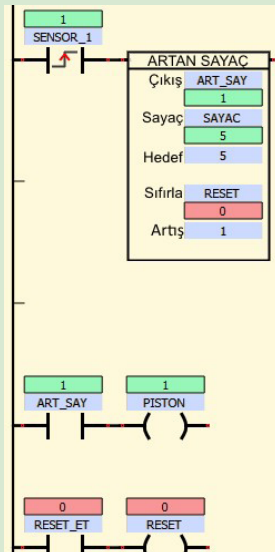 1
SENSOR_1
ARTAN SAYAÇ
Çıkış ART_SAY
1
Sayaç SAYAC
5
Hedef 5
Sıfırla RESET
0
Artış 1
1 1
ART_SAY PISTON
0 0
RESET_ET RESET